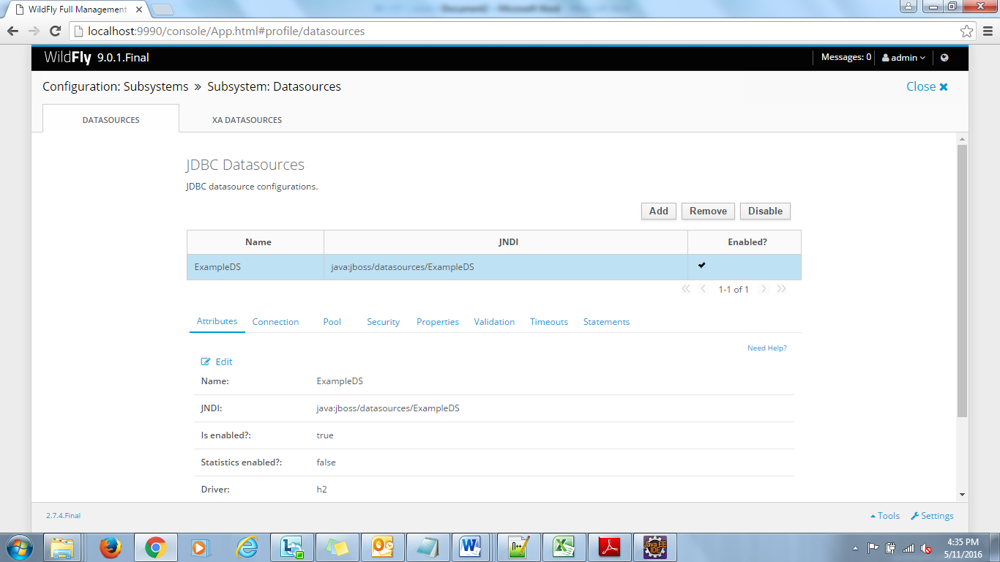 WildFly Full Management
localhost:9990/console/App.html#profile/datasources
WildFly 9.0.1.Final
Messages: 0
admin
Configuration: Subsystems » Subsystem: Datasources
Close
DATASOURCES
XA DATASOURCES
JDBC Datasources
JDBC datasource configurations.
Add
Remove
Disable
Name JNDI Enabled?
ExampleDS java:jboss/datasources/ExampleDS
1-1 of 1
Attributes Connection Pool Security Properties Validation Timeouts Statements
Need Help?
Edit
Name: ExampleDS
JNDI: java:jboss/datasources/ExampleDS
Is enabled?: true
Statistics enabled?: false
Driver: h2
2.7.4.Final
Tools
Settings
Java EE
IDE
4:35 PM
5/11/2016